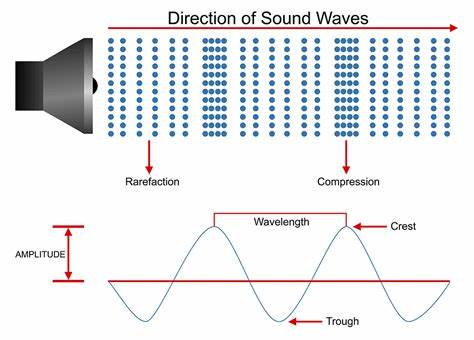 Direction of Sound Waves
Rarefaction
Compression
Wavelength
Crest
AMPLITUDE
Trough